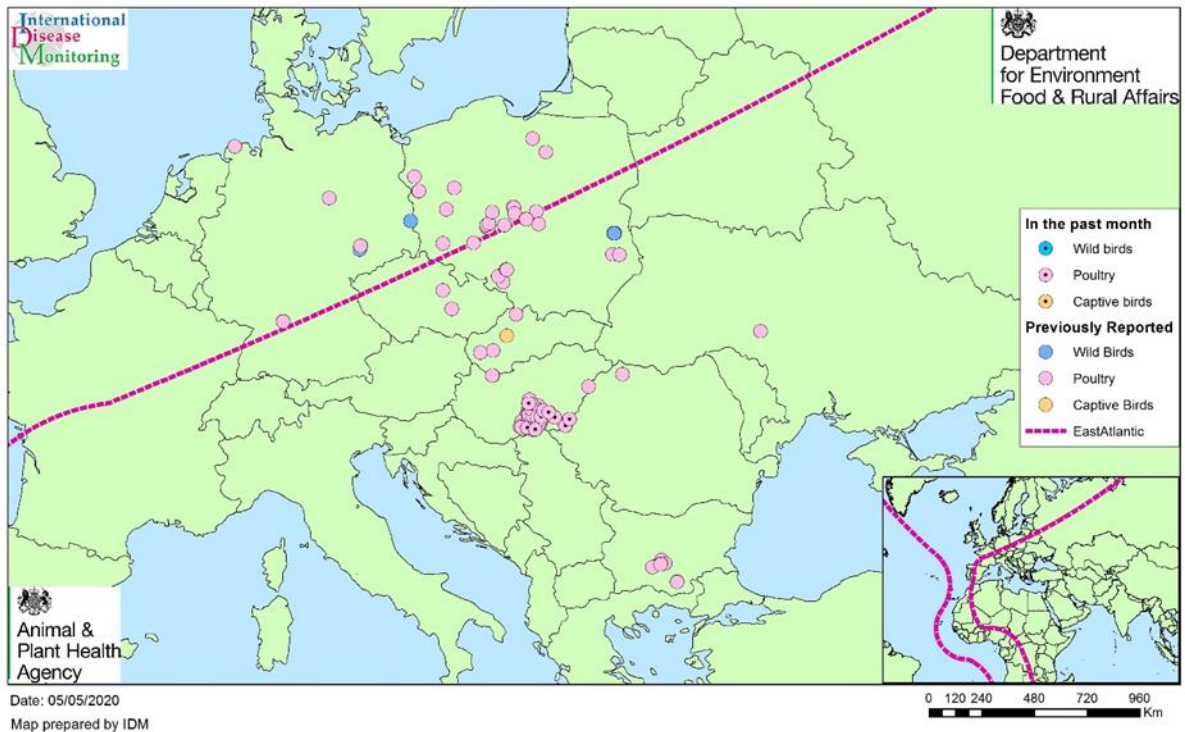 International
Disease
Monitoring
Department
for Environment
Food & Rural Affairs
In the past month
Wild birds
Poultry
Captive birds
Previously Reported
Wild Birds
Poultry
Captive Birds
EastAtlantic
Animal &
Plant Health
Agency
Date: 05/05/2020
Map prepared by IDM
0 120 240 480 720 960
Km